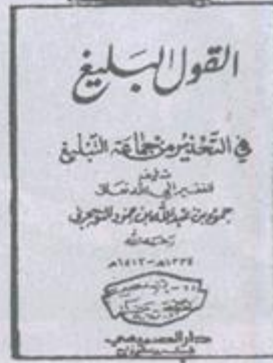 القول البليغ
في التحذير من جماعة التبليغ
تأليف
الفقير إلى الله تعالى
حمود بن عبد الله بن حمود التويجري
رحمه الله
١٣٣٤هـ - ١٤١٣هـ
دار الصميعي